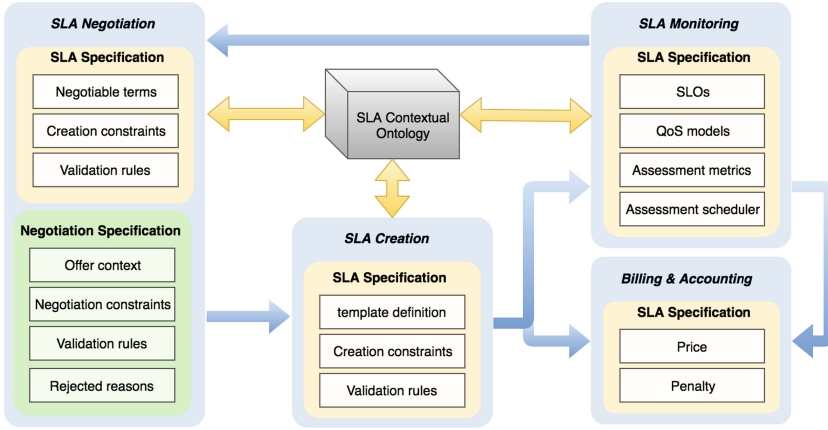 SLA Negotiation
SLA Specification
Negotiable terms
Creation constraints
Validation rules
Negotiation Specification
Offer context
Negotiation constraints
Validation rules
Rejected reasons
SLA Contextual
Ontology
SLA Creation
SLA Specification
template definition
Creation constraints
Validation rules
SLA Monitoring
SLA Specification
SLOs
QoS models
Assessment metrics
Assessment scheduler
Billing & Accounting
SLA Specification
Price
Penalty